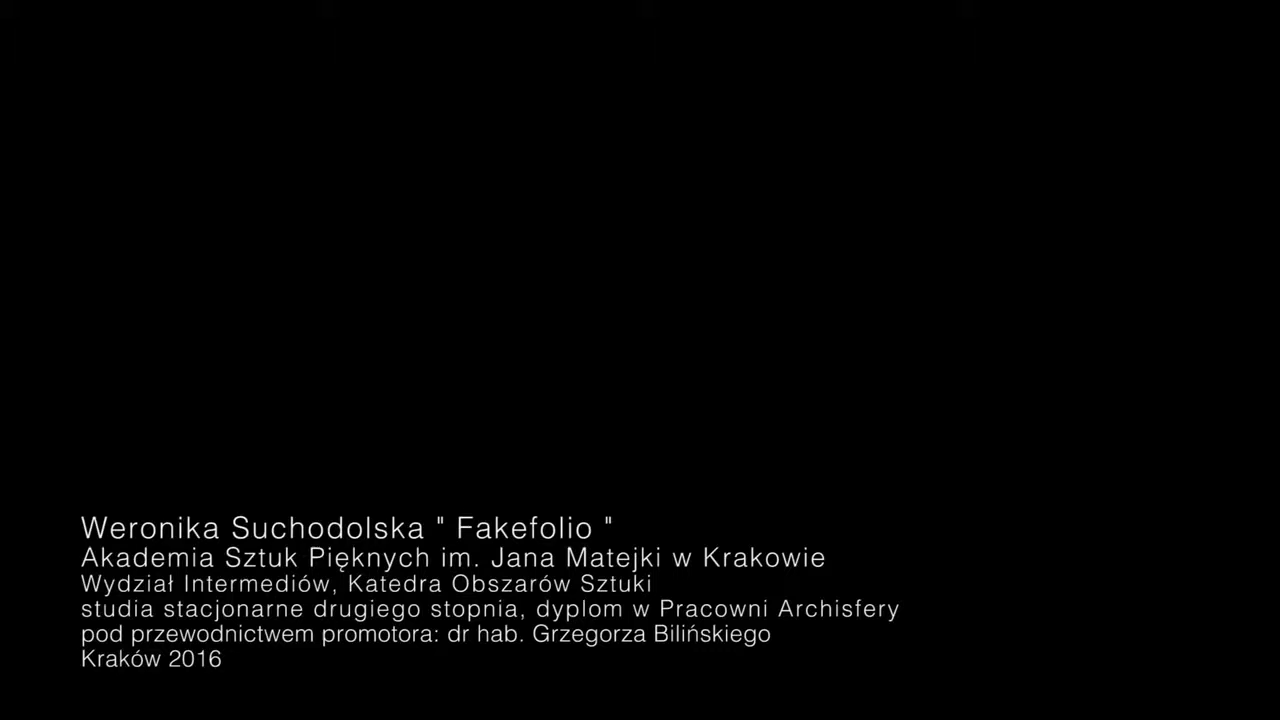 Weronika Suchodolska " Fakefolio "
Akademia Sztuk Pięknych im. Jana Matejki w Krakowie
Wydział Intermediów, Katedra Obszarów Sztuki
studia stacjonarne drugiego stopnia, dyplom w Pracowni Archisfery
pod przewodnictwem promotora: dr hab. Grzegorza Bilińskiego
Kraków 2016